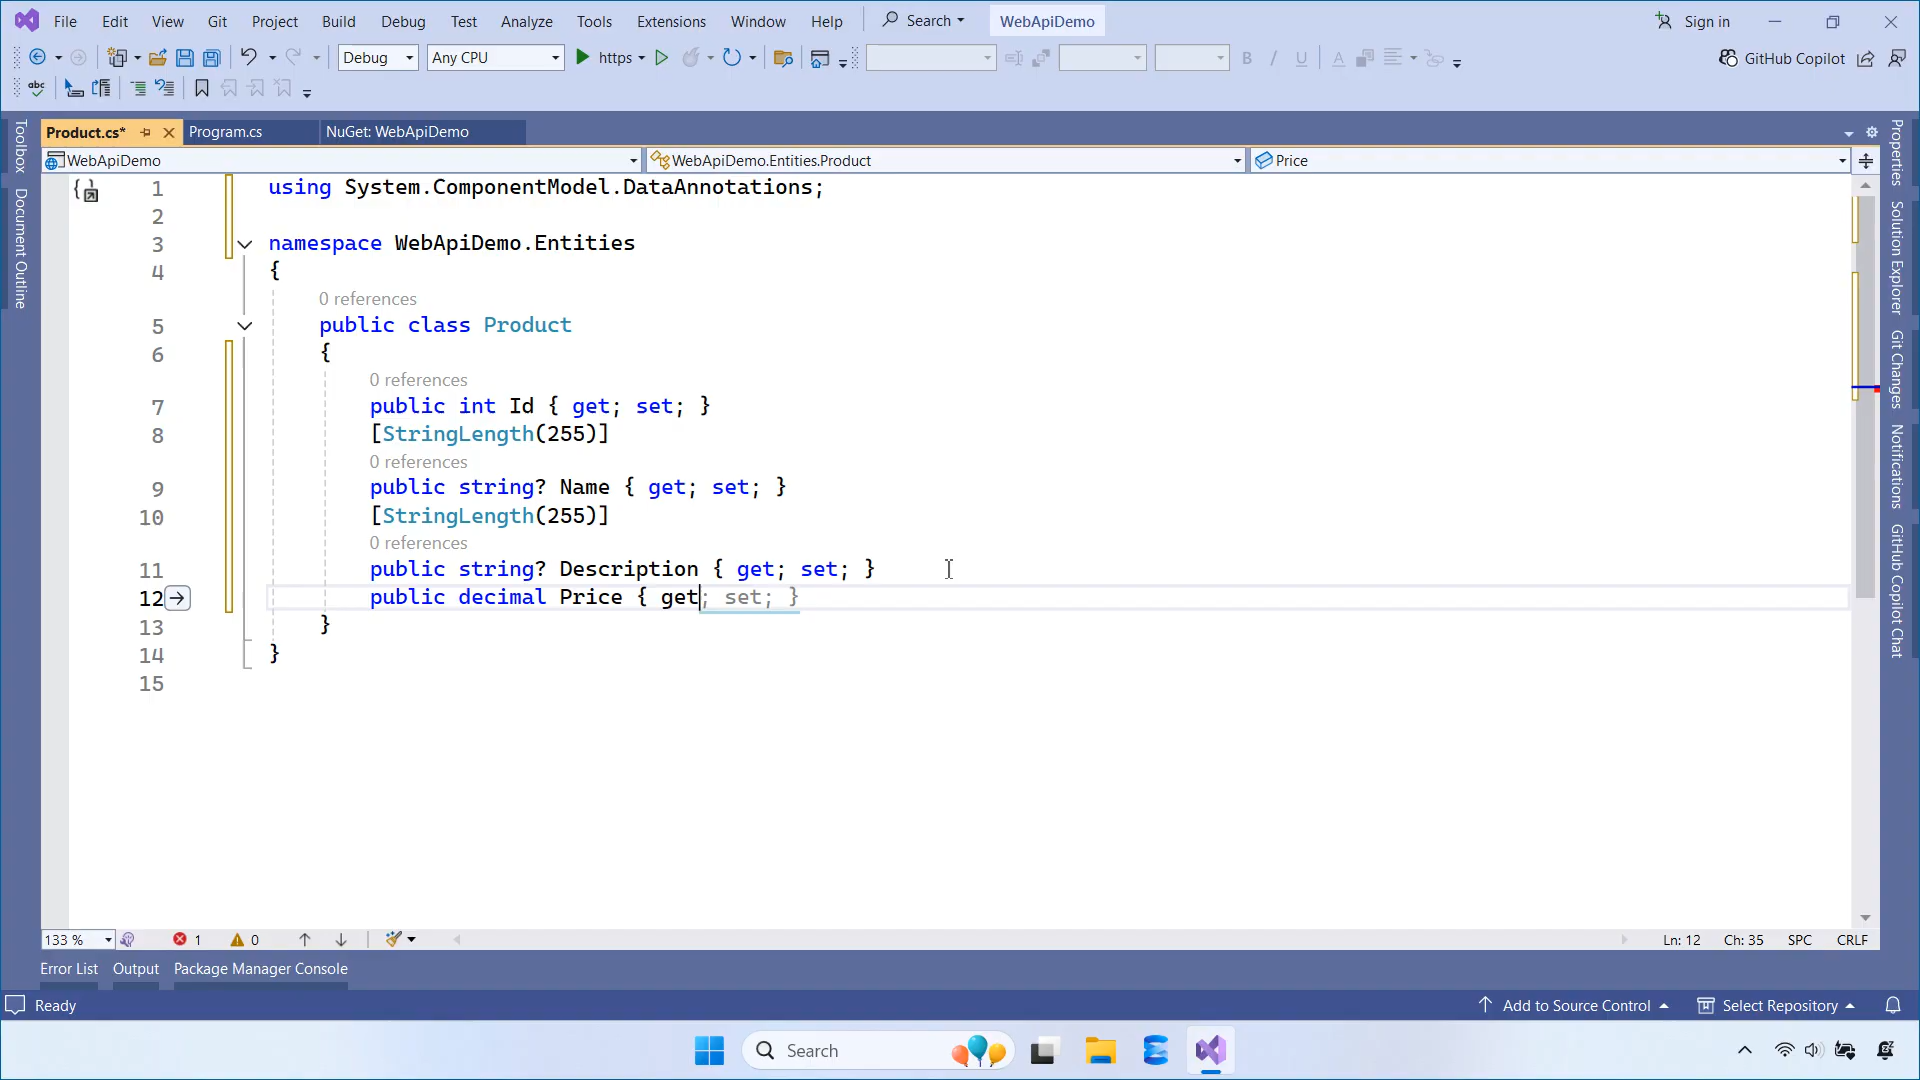 File Edit View Git Project Build Debug Test Analyze Tools Extensions Window Help Search WebApiDemo Sign in
Debug Any CPU https B I U A GitHub Copilot
abc
Product.cs* Program.cs NuGet: WebApiDemo
WebApiDemo WebApiDemo.Entities.Product Price
1 using System.ComponentModel.DataAnnotations;
2
3 namespace WebApiDemo.Entities
4 {
0 references
5 public class Product
6 {
0 references
7 public int Id { get; set; }
8 [StringLength(255)]
0 references
9 public string? Name { get; set; }
10 [StringLength(255)]
0 references
11 public string? Description { get; set; }
12 public decimal Price { get; set; }
13 }
14 }
15
133 % 1 0 Ln: 12 Ch: 35 SPC CRLF
Error List Output Package Manager Console
Ready Add to Source Control Select Repository
Search
Toolbox
Document Outline
Properties
Solution Explorer
Git Changes
Notifications
GitHub Copilot Chat